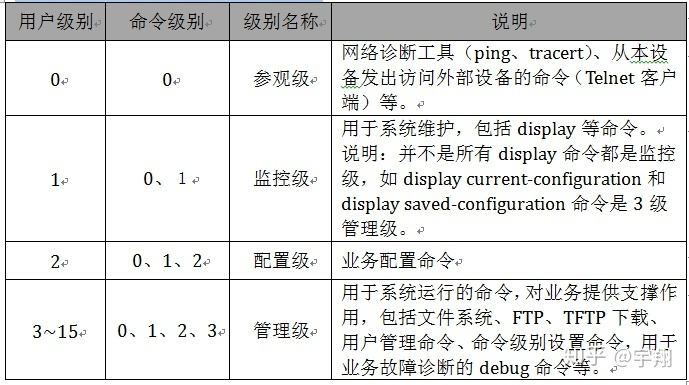 用户级别 命令级别 级别名称 说明
0 0 参观级 网络诊断工具（ping、tracert）、从本设
备发出访问外部设备的命令（Telnet 客户
端）等。
1 0、1 监控级 用于系统维护，包括 display 等命令。
说明：并不是所有 display 命令都是监控
级，如 display current-configuration 和
display saved-configuration 命令是 3 级
管理级。
2 0、1、2 配置级 业务配置命令
3~15 0、1、2、3 管理级 用于系统运行的命令，对业务提供支撑作
用，包括文件系统、FTP、TFTP 下载、
用户管理命令、命令级别设置命令，用于
业务故障诊断的 debug 命令等。
知乎 @宇翔